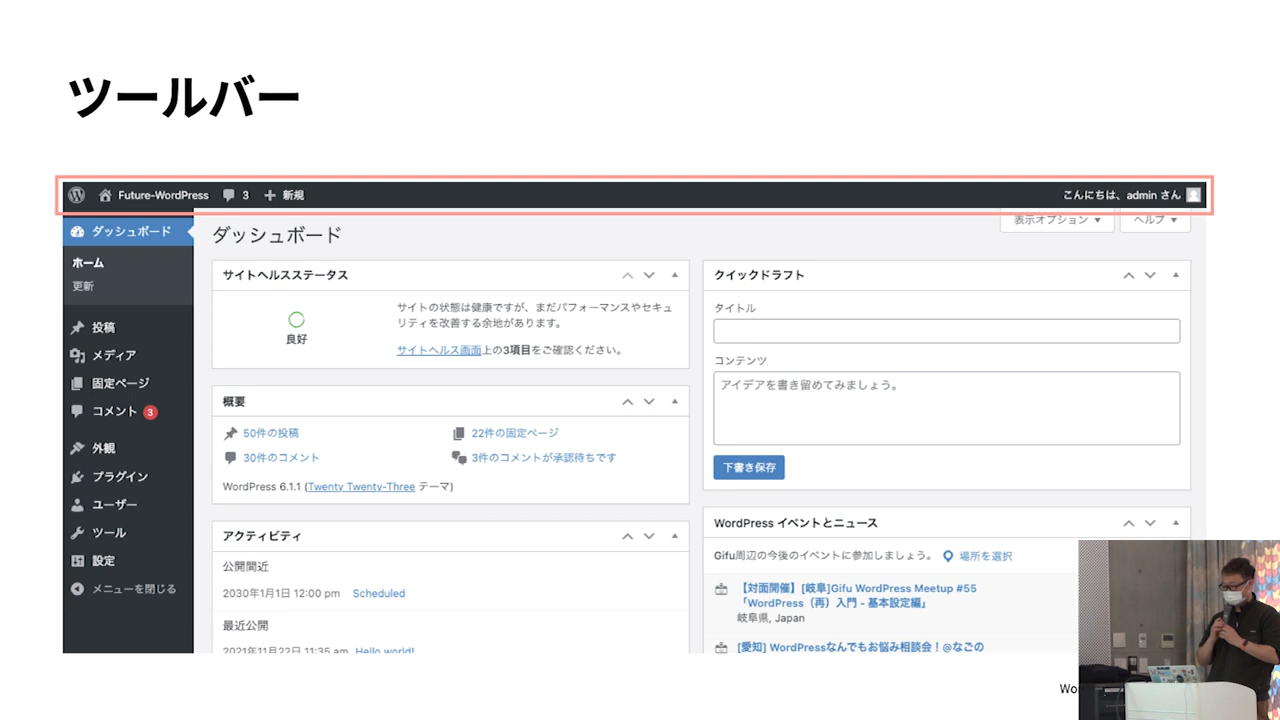 ツールバー
Future-WordPress 3 新規 こんにちは、admin さん
ダッシュボード
ホーム
更新
投稿
メディア
固定ページ
コメント 3
外観
プラグイン
ユーザー
ツール
設定
メニューを閉じる
ダッシュボード
表示オプション ▼ ヘルプ ▼
サイトヘルスステータス
良好
サイトの状態は健康ですが、まだパフォーマンスやセキュ
リティを改善する余地があります。
サイトヘルス画面上の3項目をご確認ください。
概要
50件の投稿 22件の固定ページ
30件のコメント 3件のコメントが承認待ちです
WordPress 6.1.1 (Twenty Twenty-Three テーマ)
アクティビティ
公開間近
2030年1月1日 12:00 pm Scheduled
最近公開
2021年11月22日 11:35 am Hello world!
クイックドラフト
タイトル
コンテンツ
アイデアを書き留めてみましょう。
下書き保存
WordPress イベントとニュース
Gifu周辺の今後のイベントに参加しましょう。 場所を選択
【対面開催】[岐阜]Gifu WordPress Meetup #55
「WordPress（再）入門 - 基本設定編」
岐阜県, Japan
[愛知] WordPressなんでもお悩み相談会！@なごの